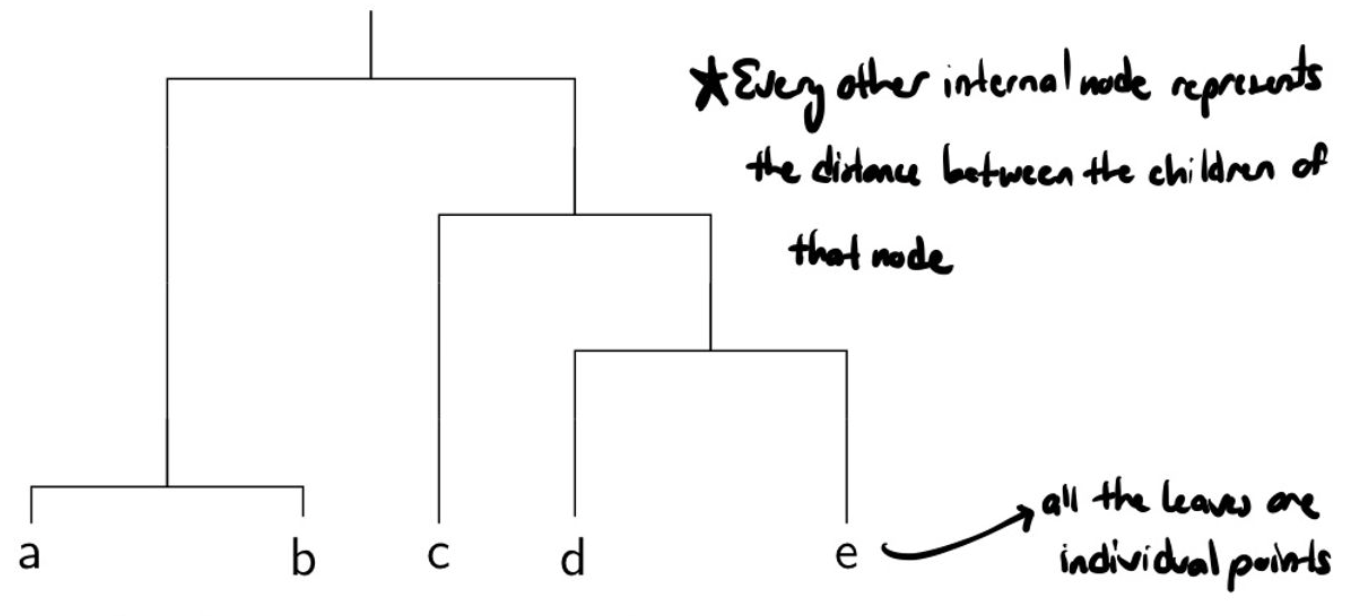 ★ Every other internal node represents
the distance between the children of
that node
all the leaves are
individual points
a b c d e